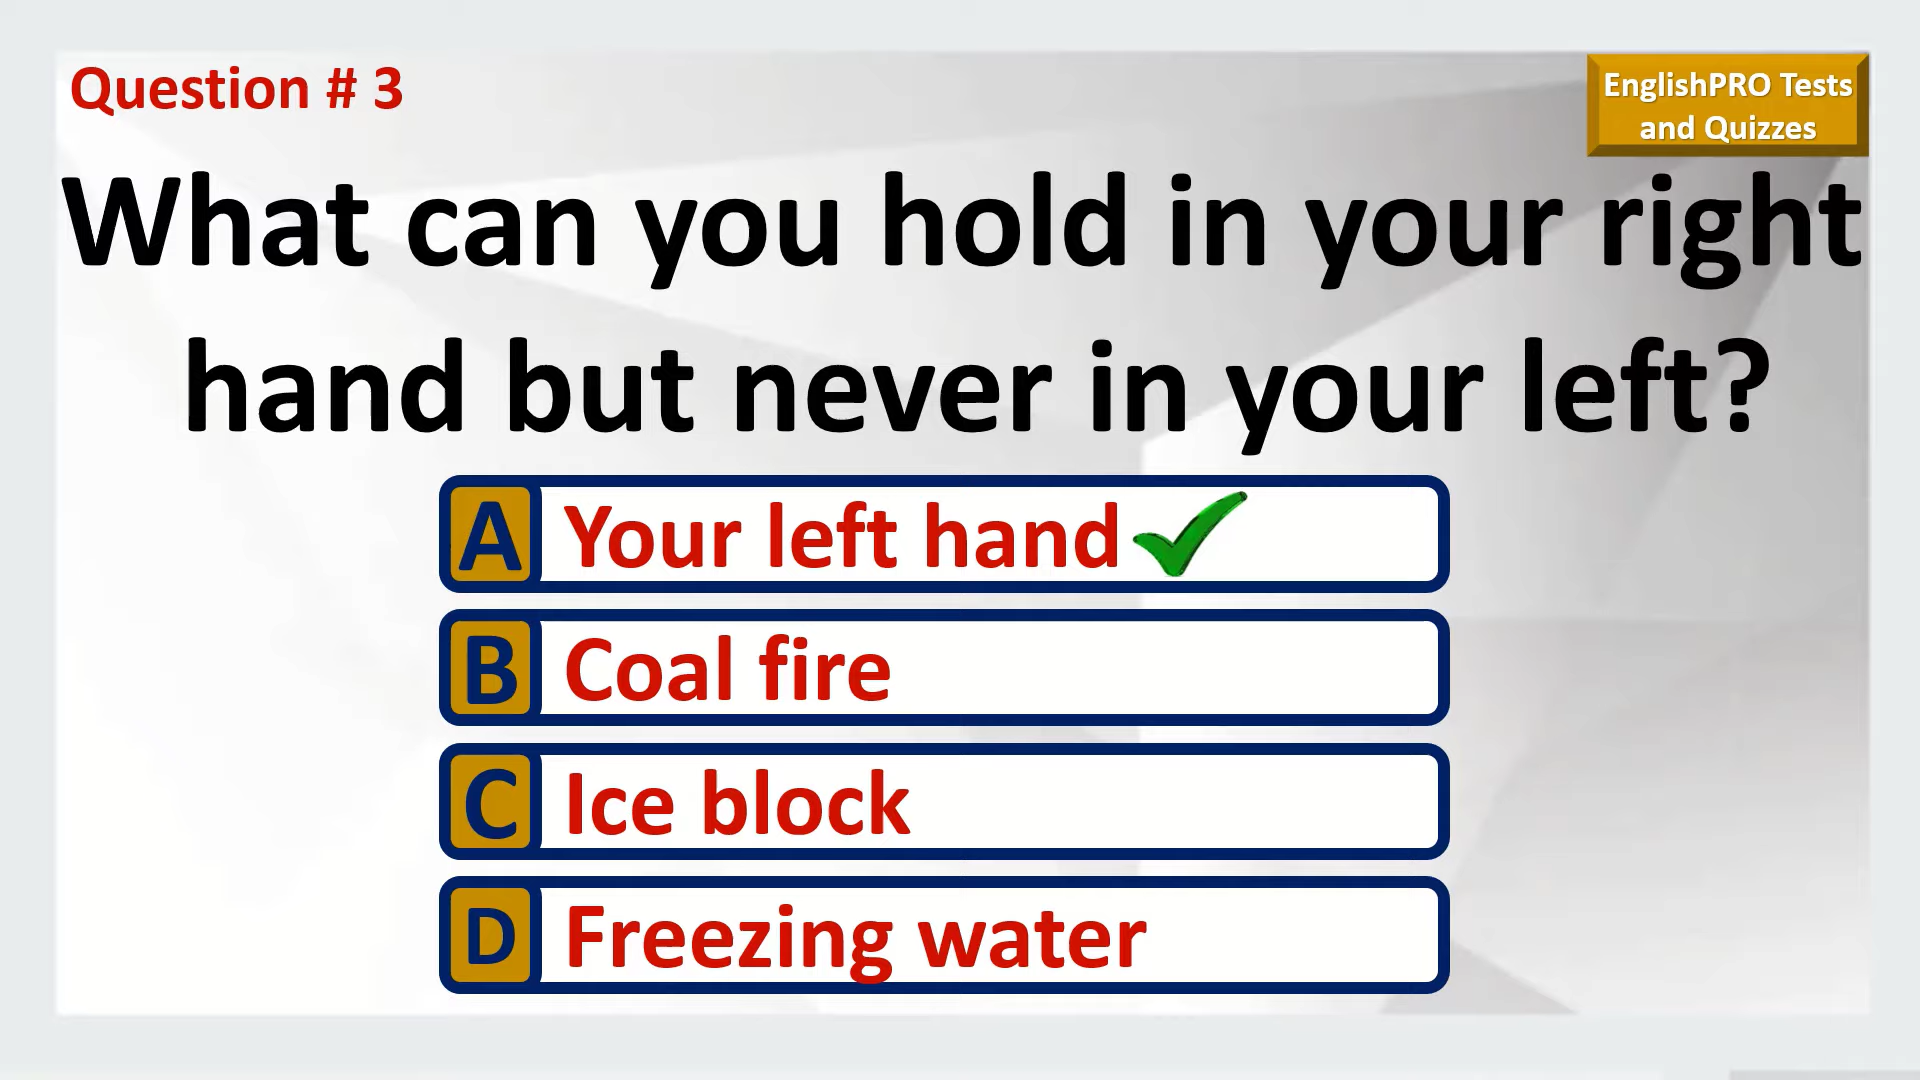 Question # 3
EnglishPRO Tests
and Quizzes
What can you hold in your right
hand but never in your left?
A Your left hand
B Coal fire
C Ice block
D Freezing water